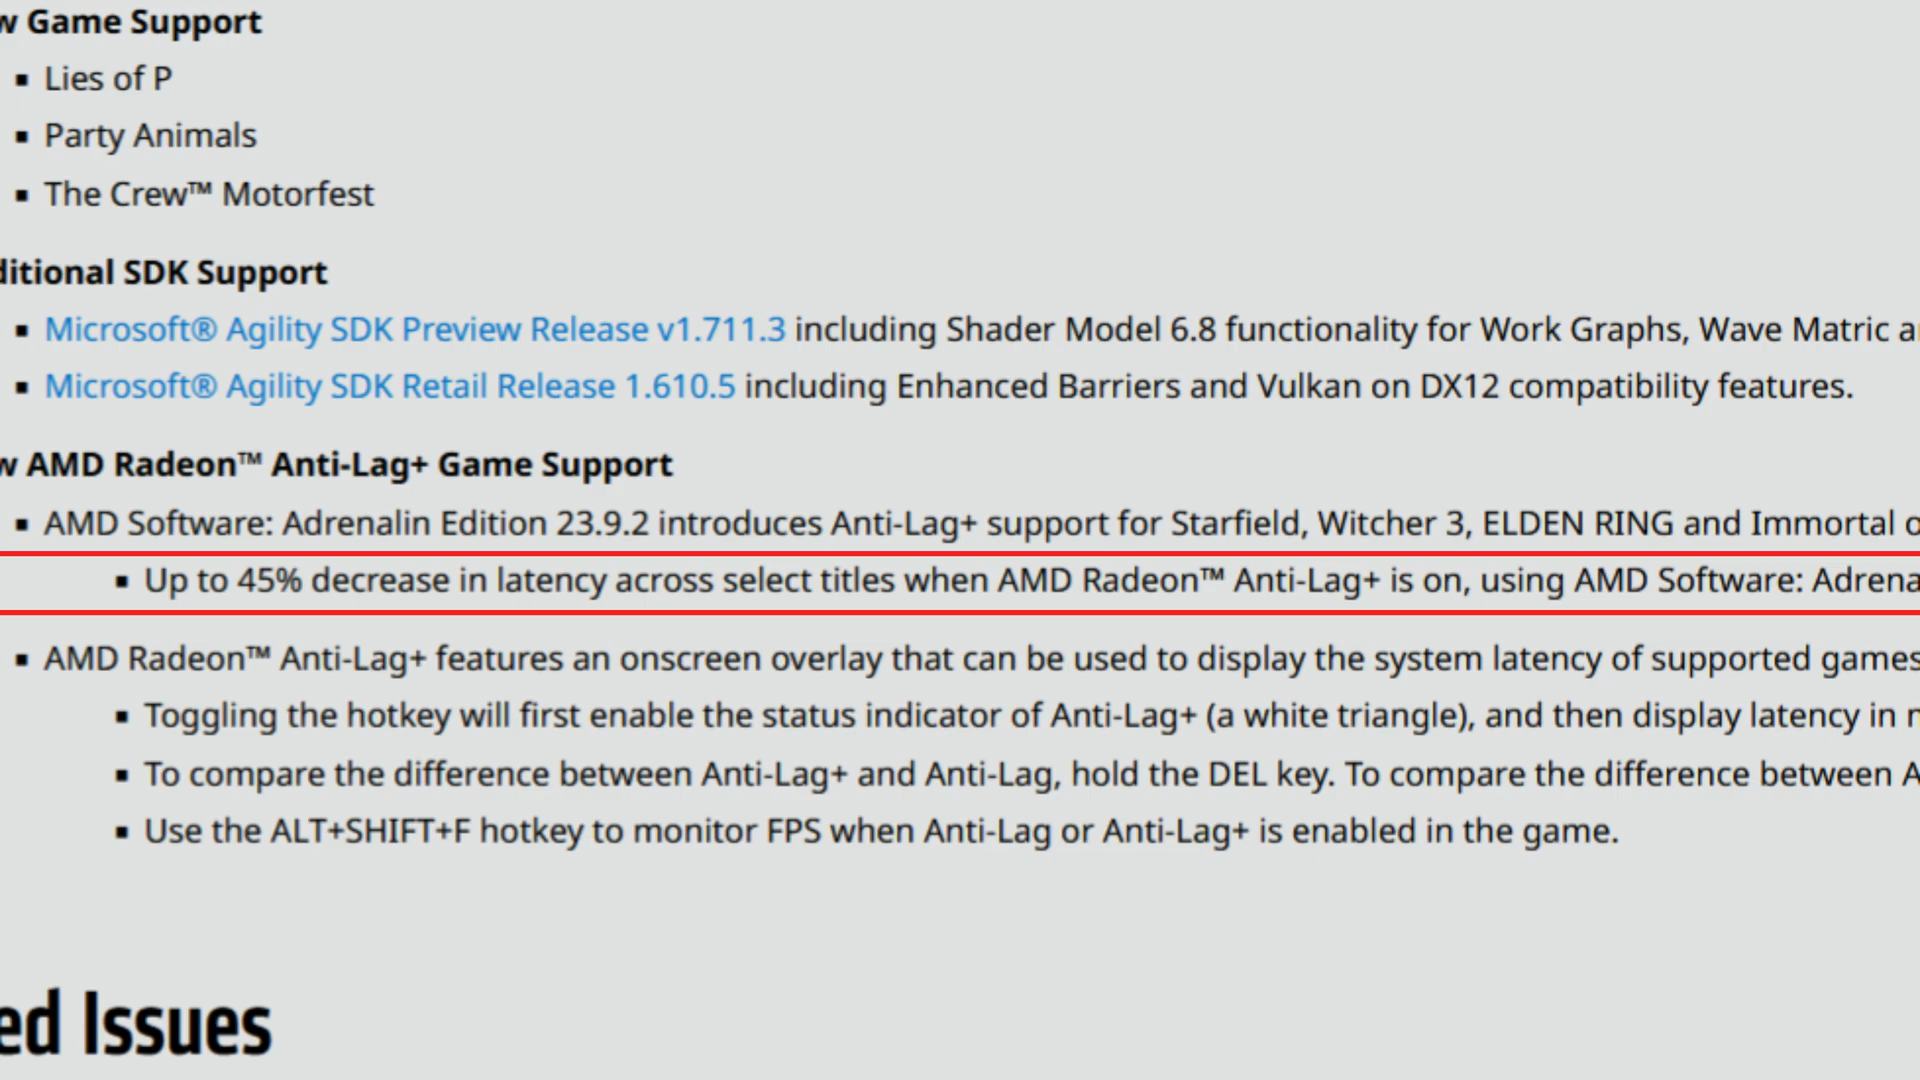 w Game Support
▪ Lies of P
▪ Party Animals
▪ The Crew™ Motorfest
ditional SDK Support
▪ Microsoft® Agility SDK Preview Release v1.711.3 including Shader Model 6.8 functionality for Work Graphs, Wave Matric
▪ Microsoft® Agility SDK Retail Release 1.610.5 including Enhanced Barriers and Vulkan on DX12 compatibility features.
w AMD Radeon™ Anti-Lag+ Game Support
▪ AMD Software: Adrenalin Edition 23.9.2 introduces Anti-Lag+ support for Starfield, Witcher 3, ELDEN RING and Immortal
▪ Up to 45% decrease in latency across select titles when AMD Radeon™ Anti-Lag+ is on, using AMD Software: Adrena
▪ AMD Radeon™ Anti-Lag+ features an onscreen overlay that can be used to display the system latency of supported games
▪ Toggling the hotkey will first enable the status indicator of Anti-Lag+ (a white triangle), and then display latency in
▪ To compare the difference between Anti-Lag+ and Anti-Lag, hold the DEL key. To compare the difference between
▪ Use the ALT+SHIFT+F hotkey to monitor FPS when Anti-Lag or Anti-Lag+ is enabled in the game.
ed Issues